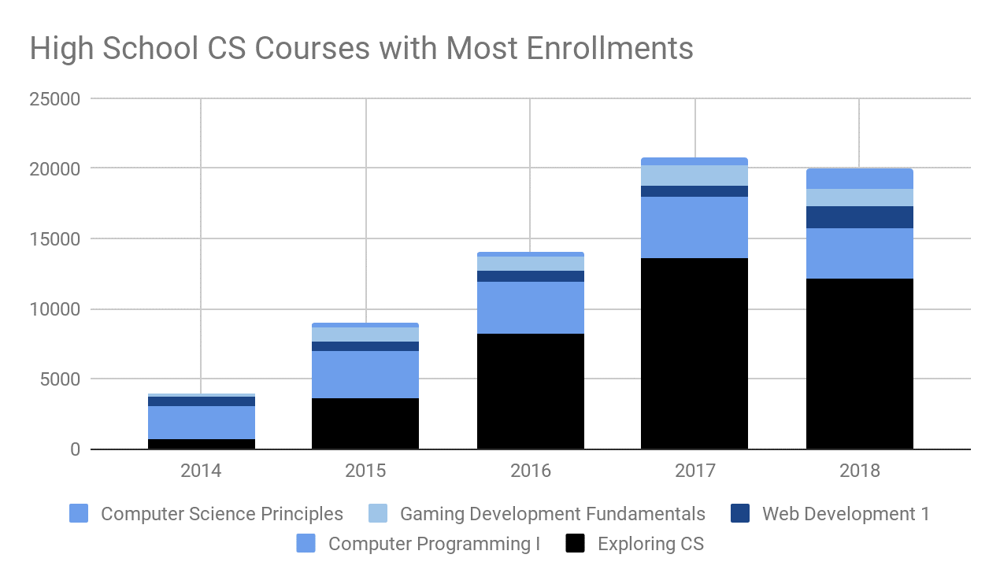 High School CS Courses with Most Enrollments
25000
20000
15000
10000
5000
0
2014 2015 2016 2017 2018
Computer Science Principles Gaming Development Fundamentals Web Development 1
Computer Programming I Exploring CS